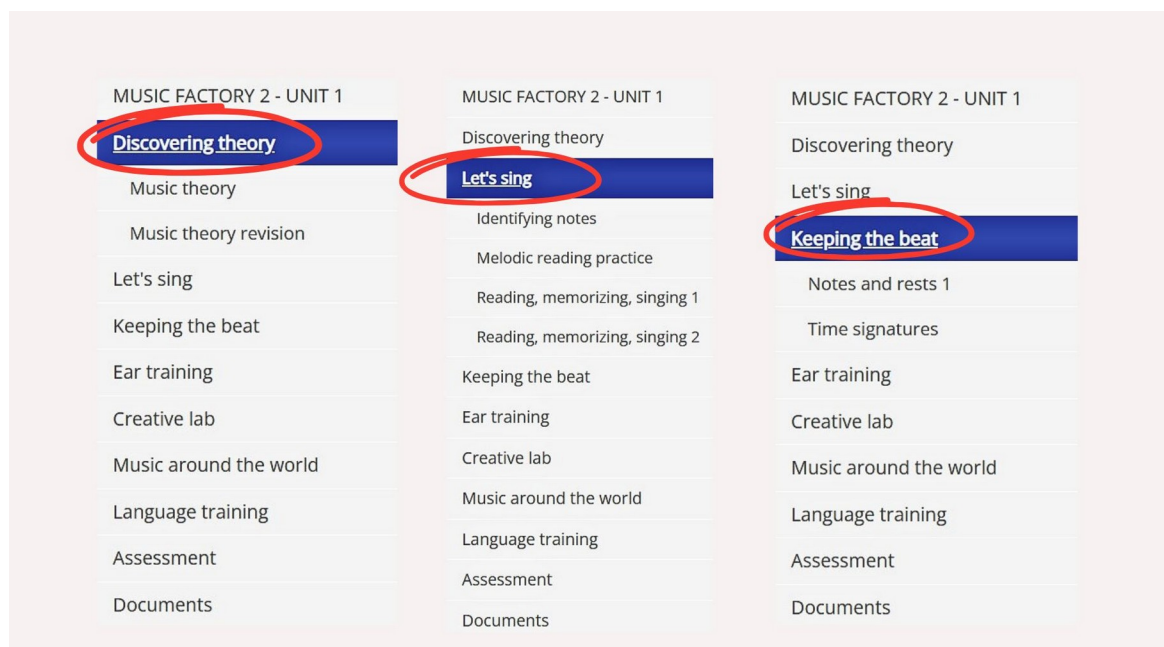 MUSIC FACTORY 2 - UNIT 1
Discovering theory
Music theory
Music theory revision
Let's sing
Keeping the beat
Ear training
Creative lab
Music around the world
Language training
Assessment
Documents
MUSIC FACTORY 2 - UNIT 1
Discovering theory
Let's sing
Identifying notes
Melodic reading practice
Reading, memorizing, singing 1
Reading, memorizing, singing 2
Keeping the beat
Ear training
Creative lab
Music around the world
Language training
Assessment
Documents
MUSIC FACTORY 2 - UNIT 1
Discovering theory
Let's sing
Keeping the beat
Notes and rests 1
Time signatures
Ear training
Creative lab
Music around the world
Language training
Assessment
Documents